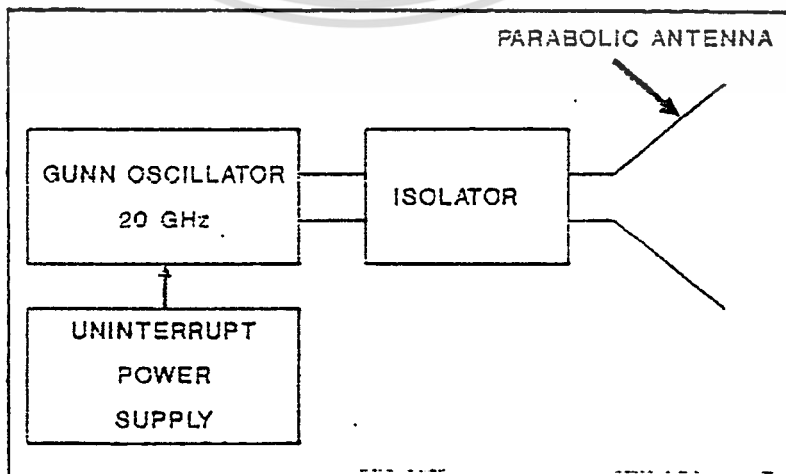 PARABOLIC ANTENNA
GUNN OSCILLATOR
20 GHz
ISOLATOR
UNINTERRUPT
POWER
SUPPLY